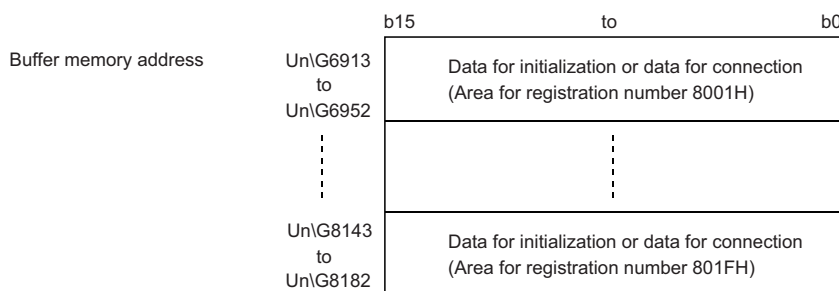 b15 to b0
Buffer memory address
Un\G6913
to
Un\G6952
Data for initialization or data for connection
(Area for registration number 8001H)
Un\G8143
to
Un\G8182
Data for initialization or data for connection
(Area for registration number 801FH)